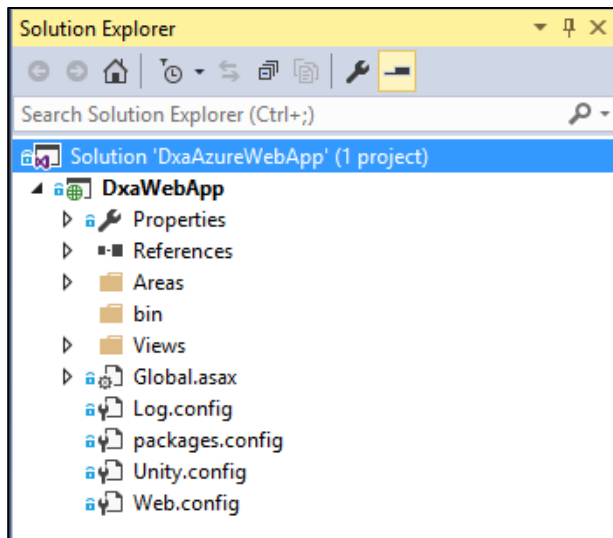 Solution Explorer
Search Solution Explorer (Ctrl+;)
Solution 'DxaAzureWebApp' (1 project)
DxaWebApp
Properties
References
Areas
bin
Views
Global.asax
Log.config
packages.config
Unity.config
Web.config